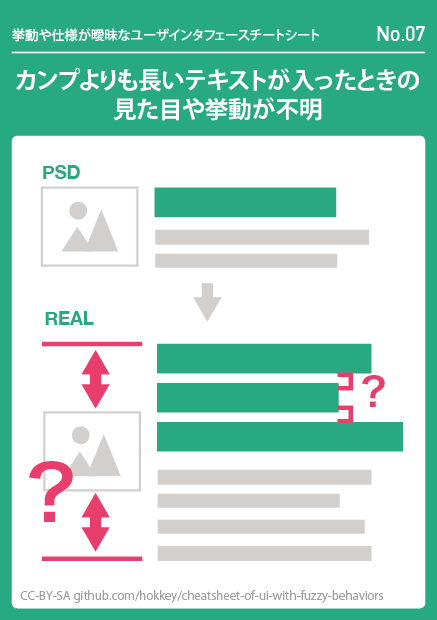 挙動や仕様が曖昧なユーザインタフェースチートシート No.07
カンプよりも長いテキストが入ったときの
見た目や挙動が不明
PSD
REAL
?
?
CC-BY-SA github.com/hokkey/cheatsheet-of-ui-with-fuzzy-behaviors